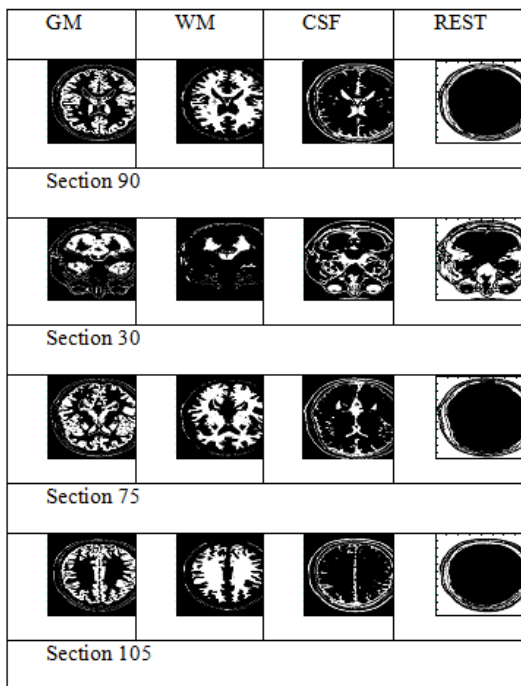 GM WM CSF REST
Section 90
Section 30
Section 75
Section 105